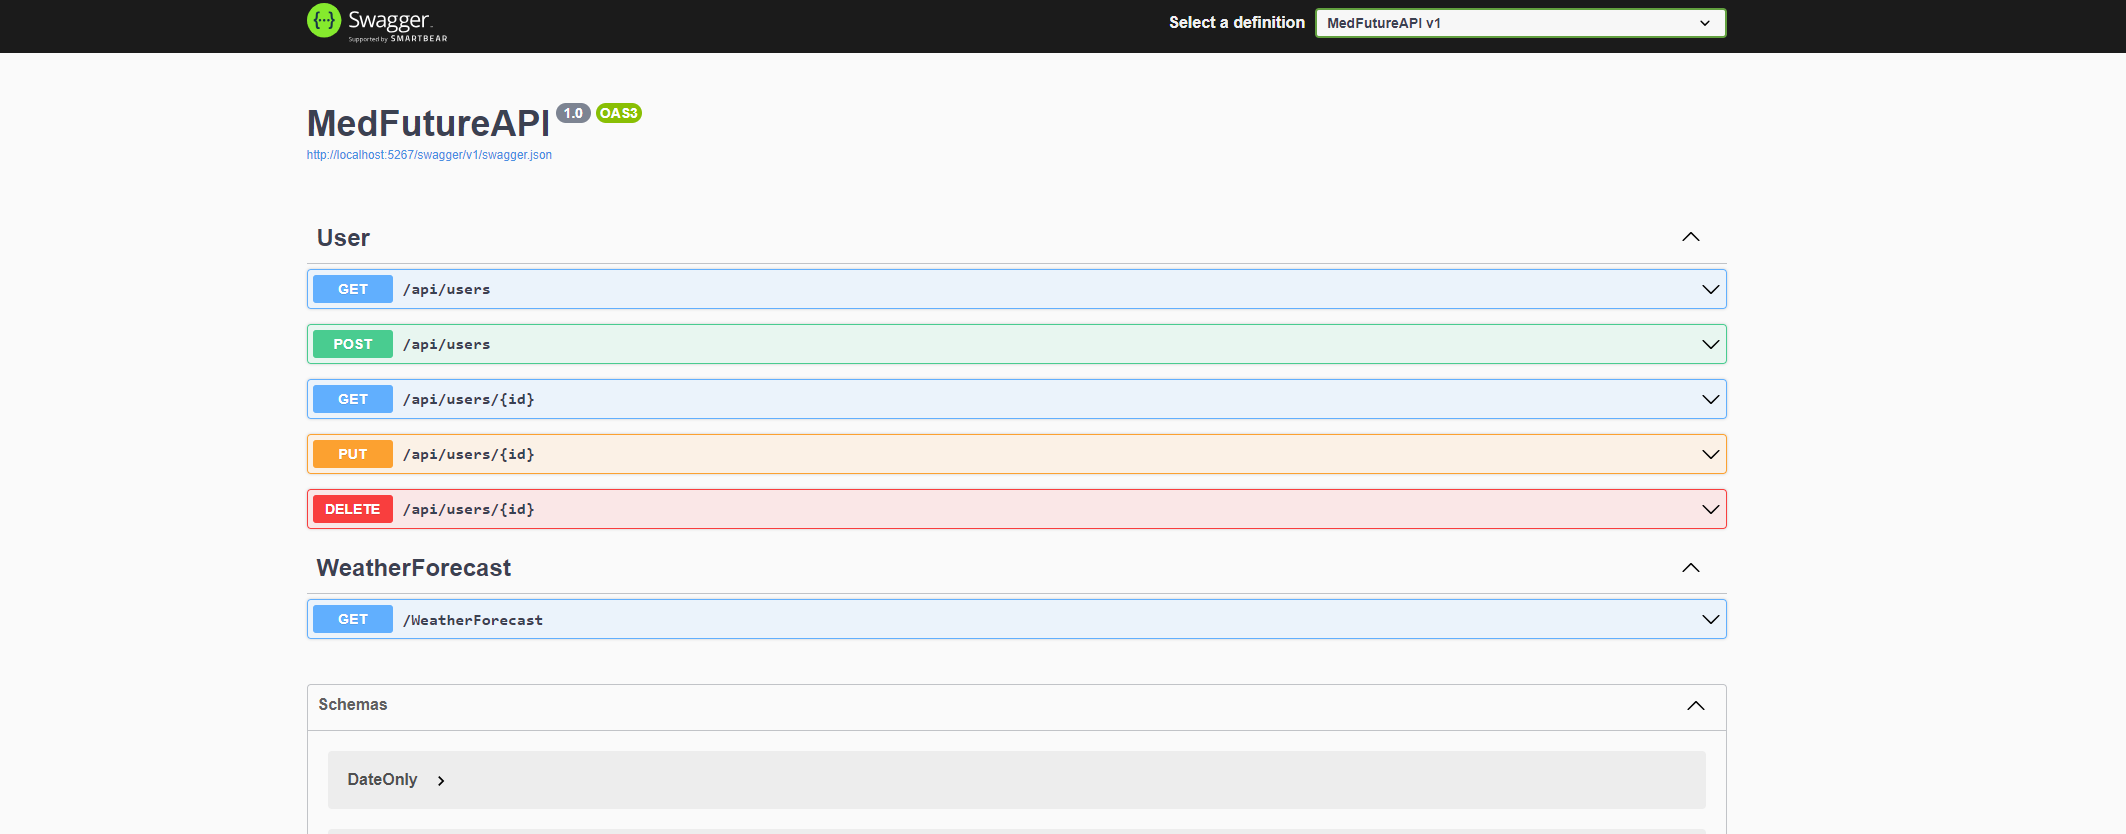 Swagger
Supported by SMARTBEAR
Select a definition
MedFutureAPI v1
MedFutureAPI 1.0 OAS3
http://localhost:5267/swagger/v1/swagger.json
User
GET /api/users
POST /api/users
GET /api/users/{id}
PUT /api/users/{id}
DELETE /api/users/{id}
WeatherForecast
GET /WeatherForecast
Schemas
DateOnly